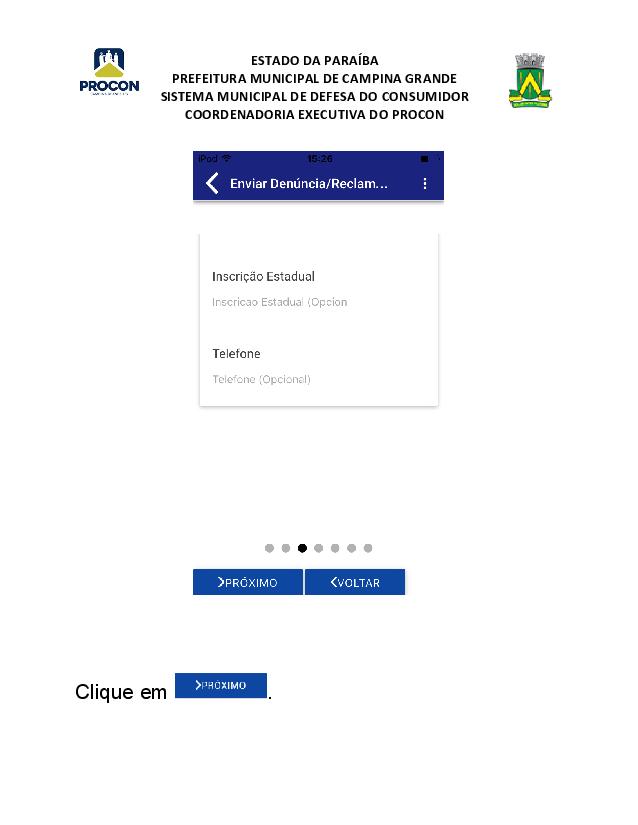 ESTADO DA PARAÍBA
PREFEITURA MUNICIPAL DE CAMPINA GRANDE
SISTEMA MUNICIPAL DE DEFESA DO CONSUMIDOR
COORDENADORIA EXECUTIVA DO PROCON
PROCON
iPod 15:26
Enviar Denúncia/Reclam...
Inscrição Estadual
Inscricao Estadual (Opcion
Telefone
Telefone (Opcional)
PRÓXIMO VOLTAR
Clique em PRÓXIMO.